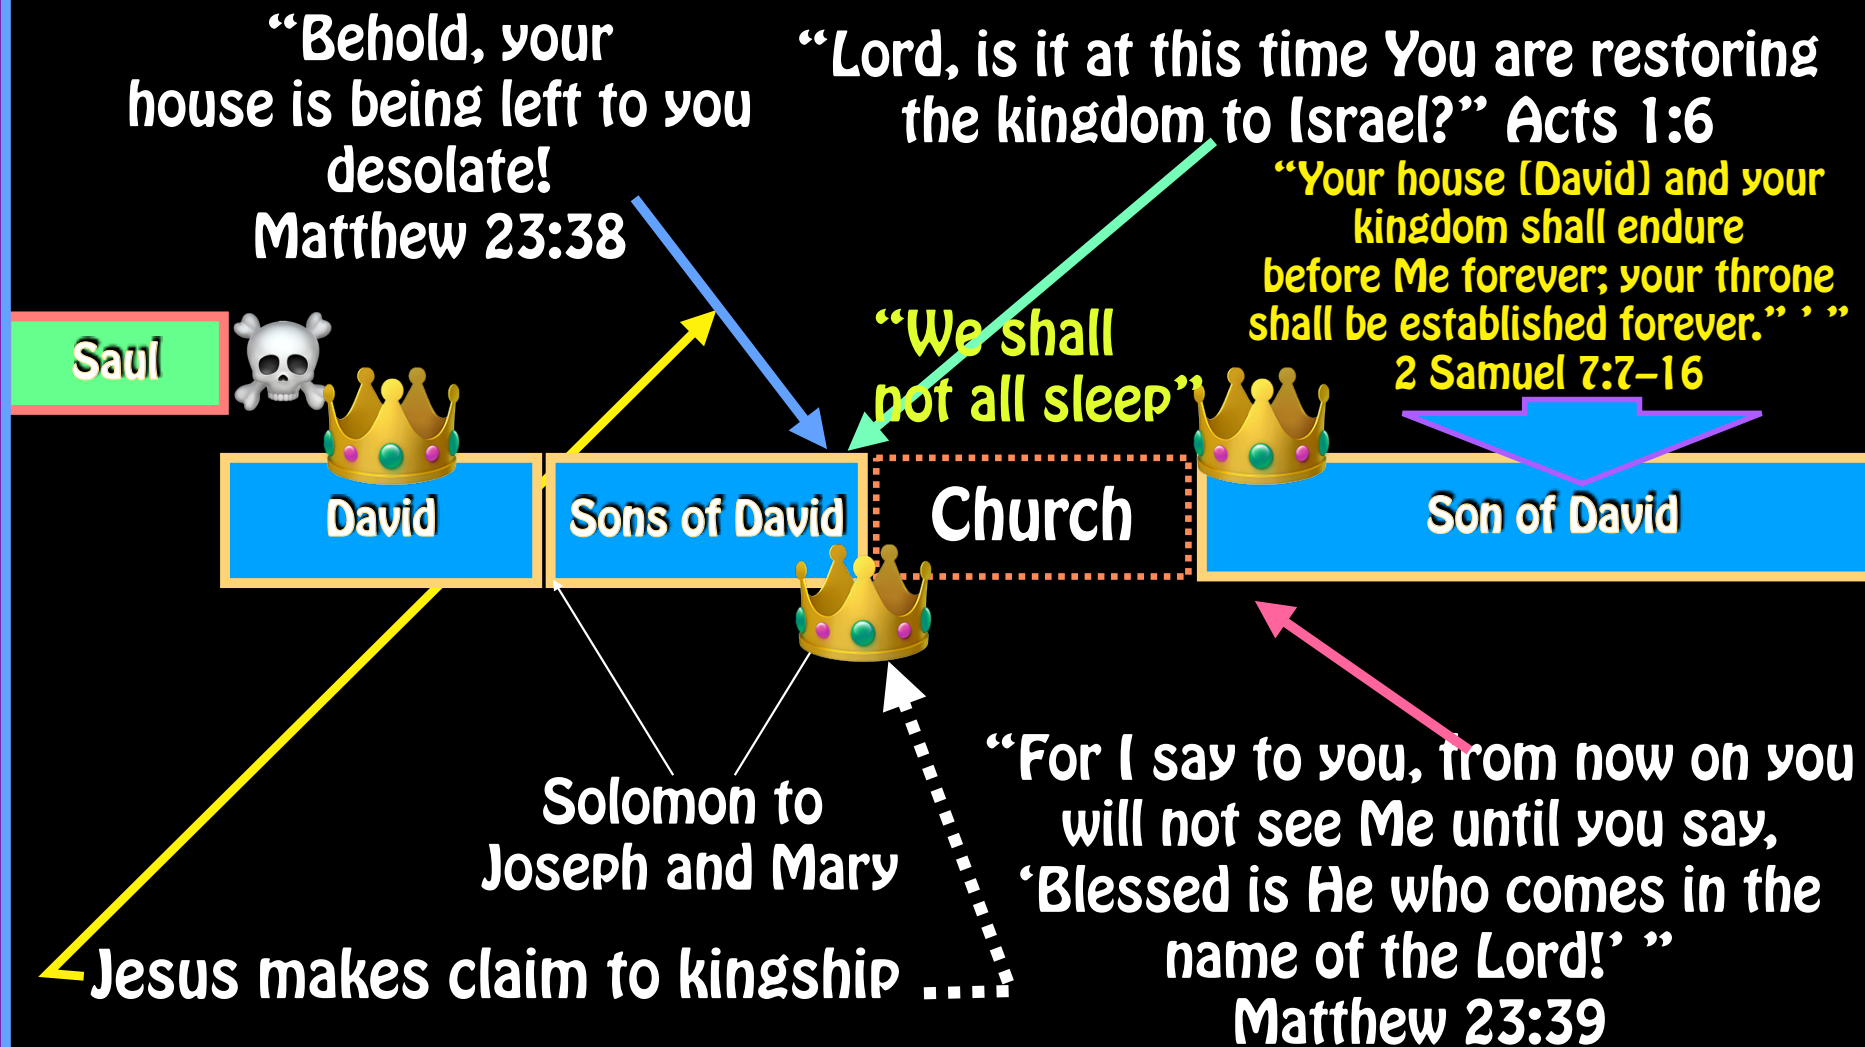 “Behold, your
house is being left to you
desolate!
Matthew 23:38
“Lord, is it at this time You are restoring
the kingdom to Israel?” Acts 1:6
“Your house [David] and your
kingdom shall endure
before Me forever; your throne
shall be established forever.” ’ ”
2 Samuel 7:7–16
“We shall
not all sleep”
Saul
David
Sons of David
Church
Son of David
Solomon to
Joseph and Mary
Jesus makes claim to kingship
“For I say to you, from now on you
will not see Me until you say,
‘Blessed is He who comes in the
name of the Lord!’ ”
Matthew 23:39